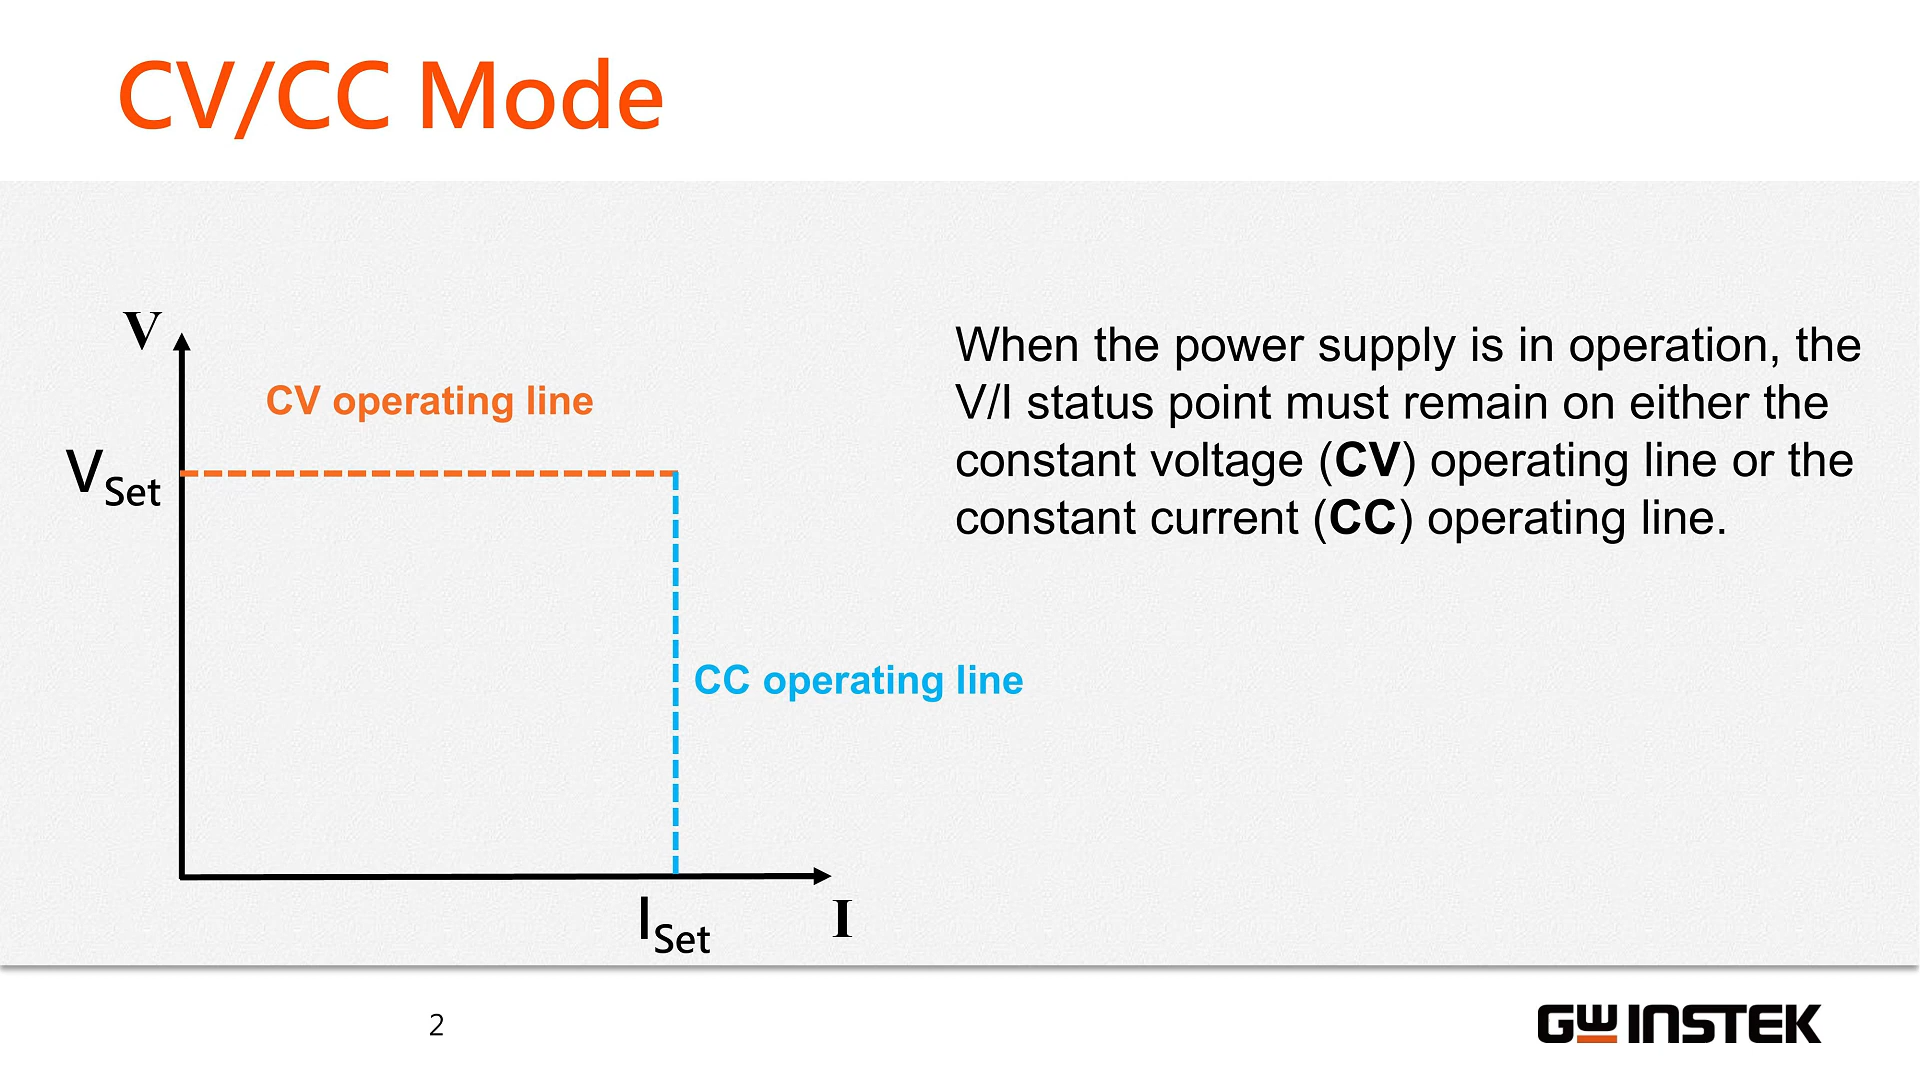 CV/CC Mode
V
CV operating line
VSet
When the power supply is in operation, the
V/I status point must remain on either the
constant voltage (CV) operating line or the
constant current (CC) operating line.
CC operating line
ISet
I
2
GW INSTEK